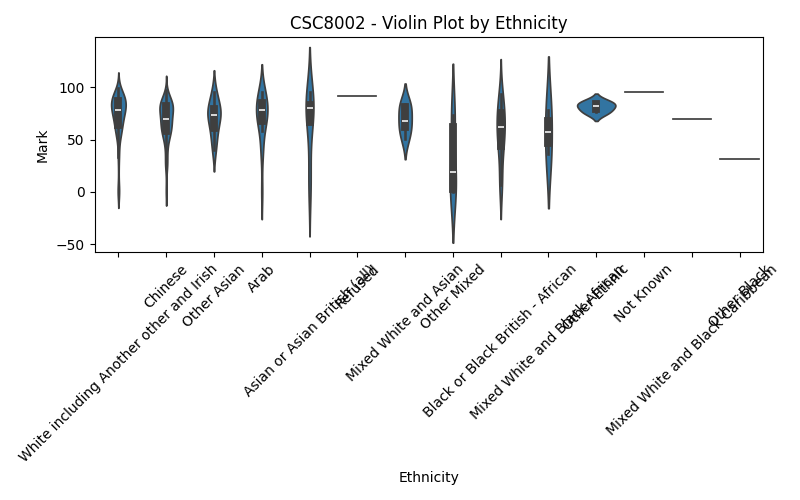 CSC8002 - Violin Plot by Ethnicity
Mark
100
50
0
−50
White including Another other and Irish
Chinese
Other Asian
Arab
Asian or Asian British (all)
Refused
Mixed White and Asian
Other Mixed
Black or Black British - African
Mixed White and Black African
Other Ethnic
Not Known
Mixed White and Black Caribbean
Other Black
Ethnicity